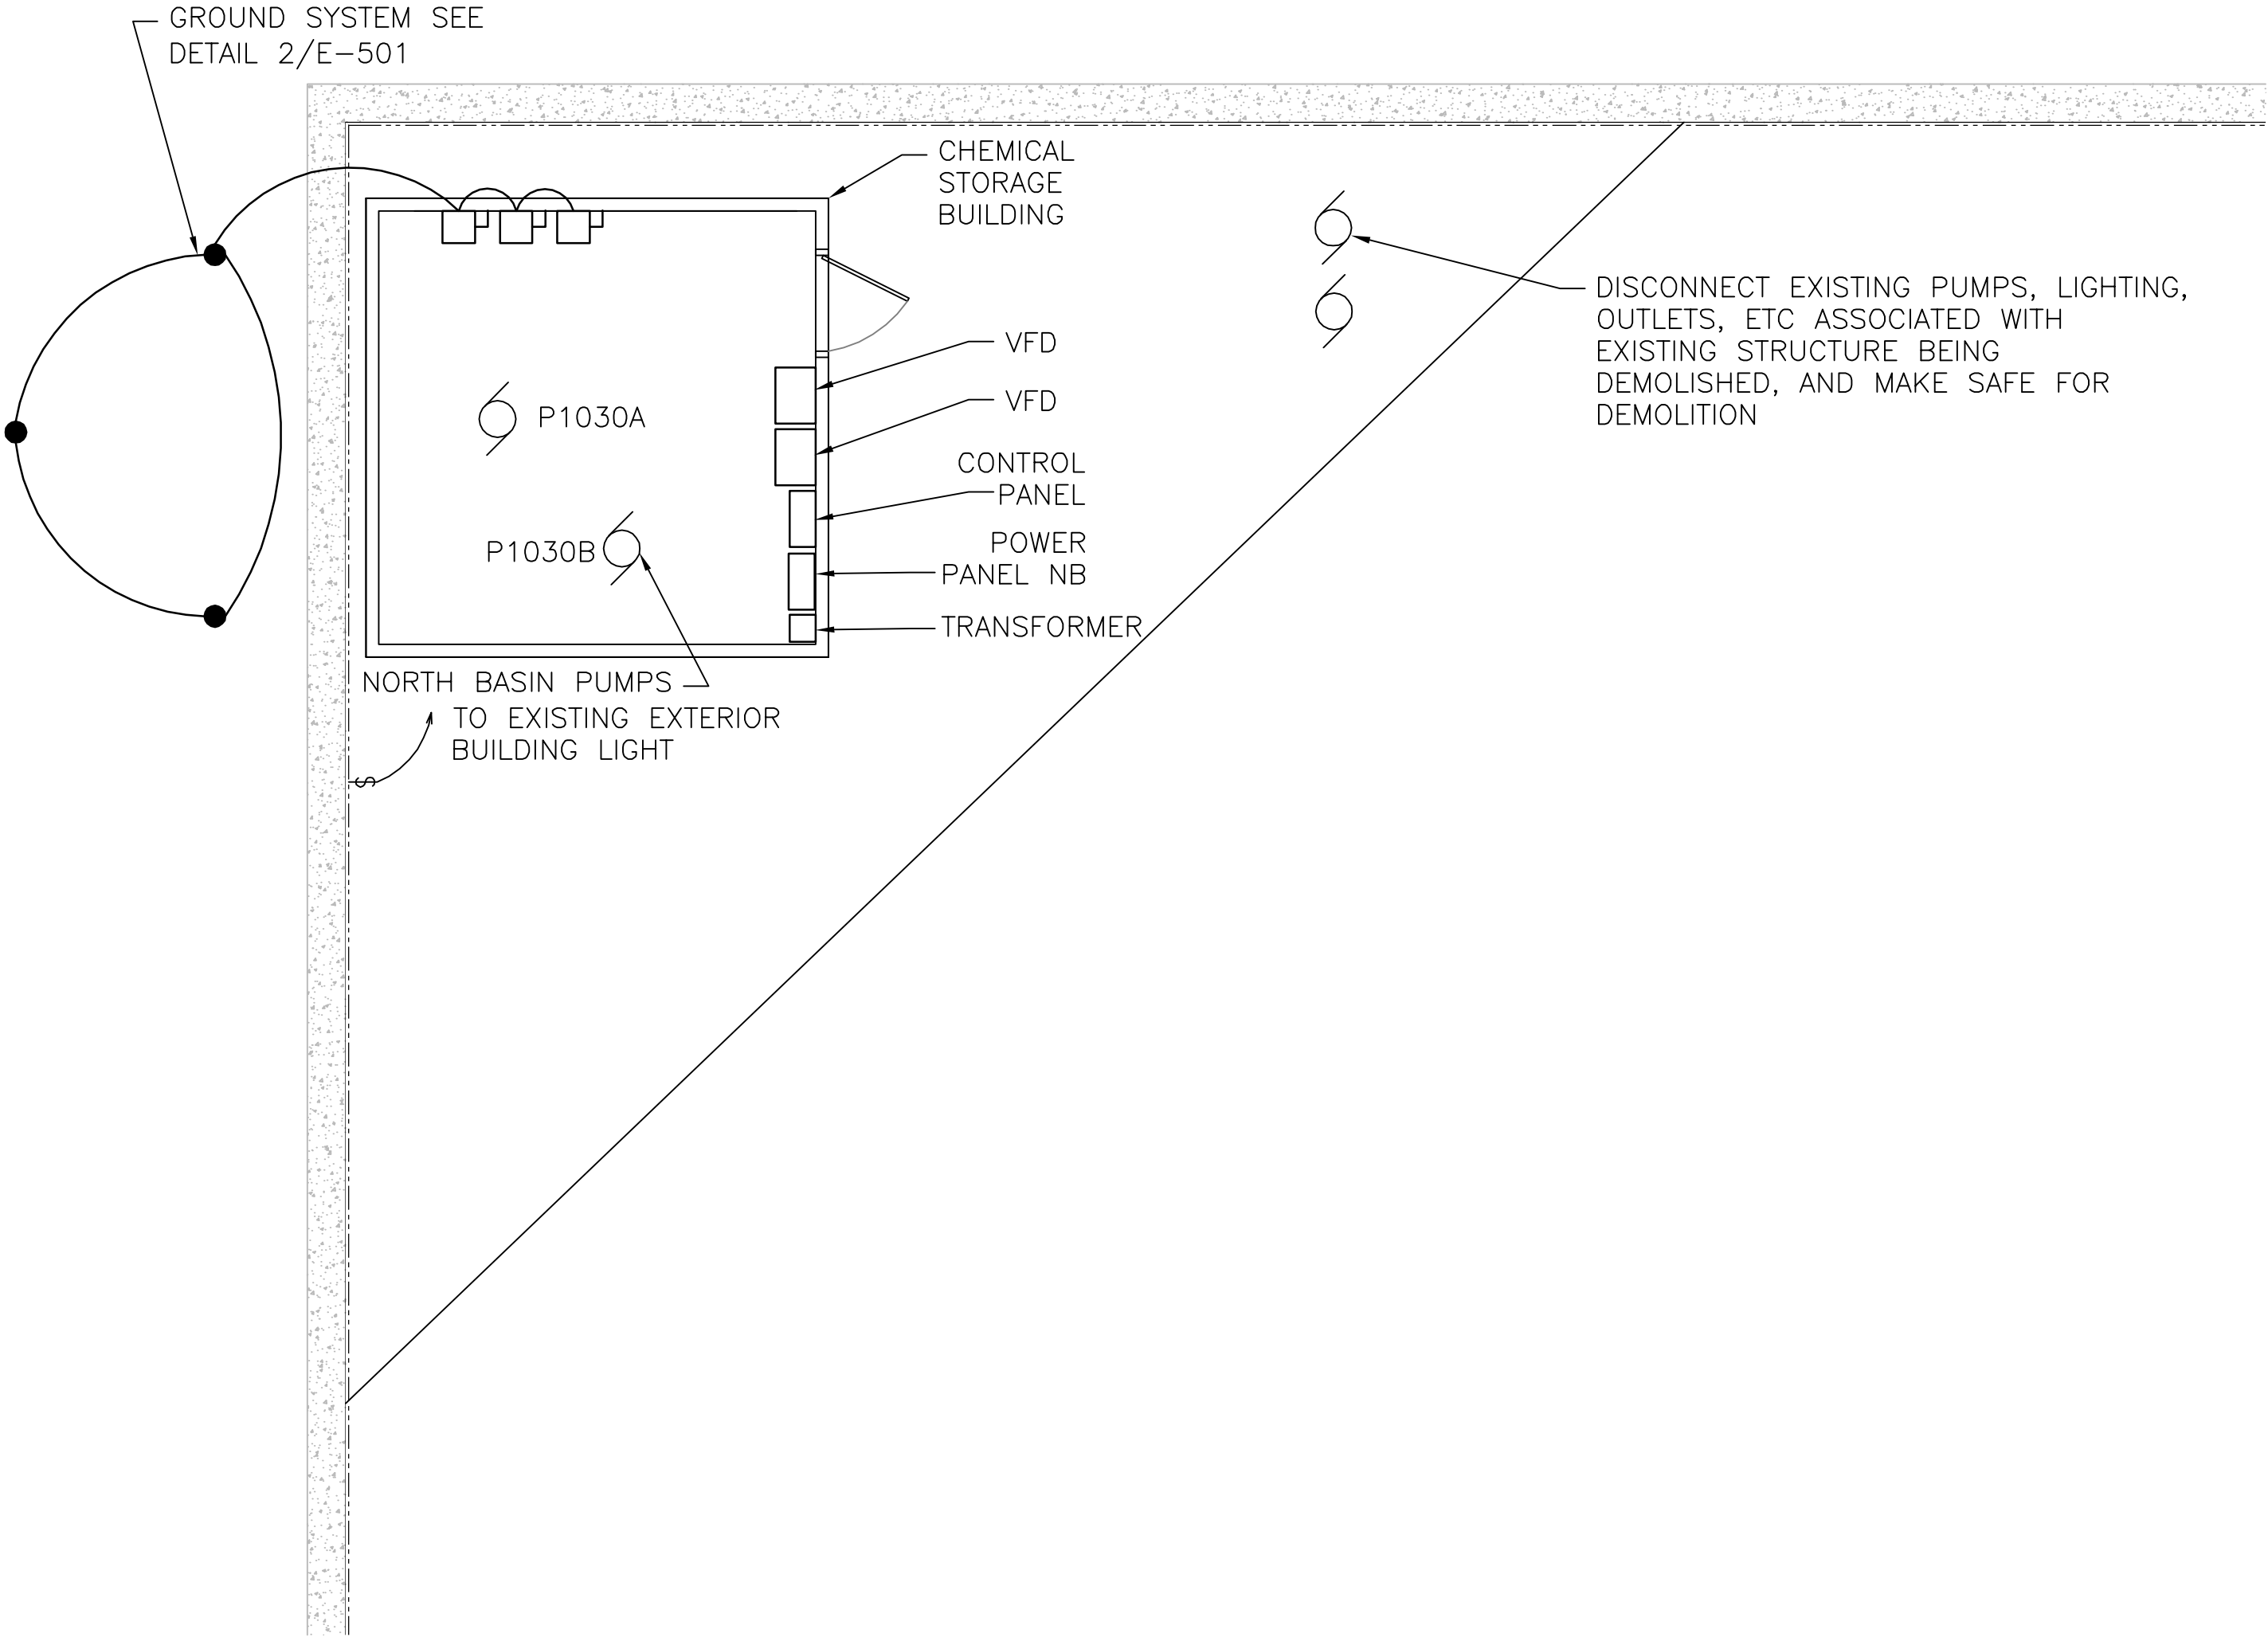 GROUND SYSTEM SEE
DETAIL 2/E-501
CHEMICAL
STORAGE
BUILDING
DISCONNECT EXISTING PUMPS, LIGHTING,
OUTLETS, ETC ASSOCIATED WITH
EXISTING STRUCTURE BEING
DEMOLISHED, AND MAKE SAFE FOR
DEMOLITION
VFD
VFD
P1030A
CONTROL
PANEL
P1030B
POWER
PANEL NB
TRANSFORMER
NORTH BASIN PUMPS
TO EXISTING EXTERIOR
BUILDING LIGHT
$